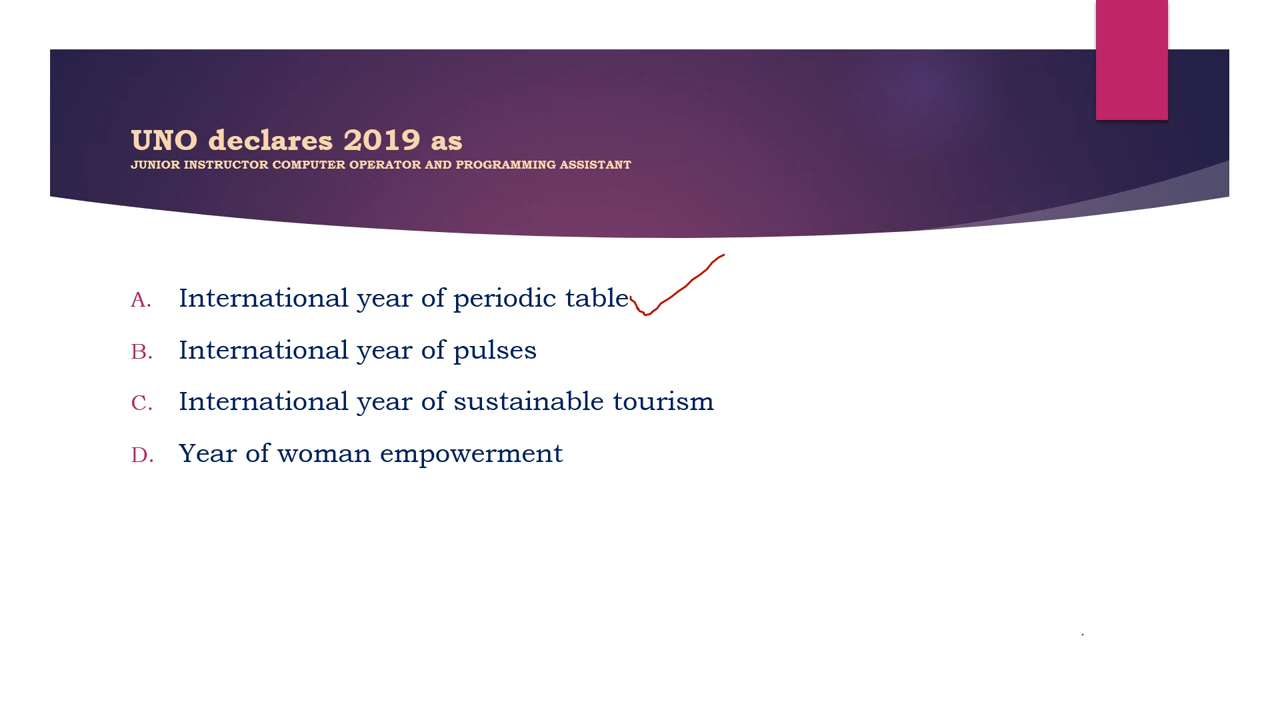 UNO declares 2019 as
JUNIOR INSTRUCTOR COMPUTER OPERATOR AND PROGRAMMING ASSISTANT
A. International year of periodic table
B. International year of pulses
C. International year of sustainable tourism
D. Year of woman empowerment